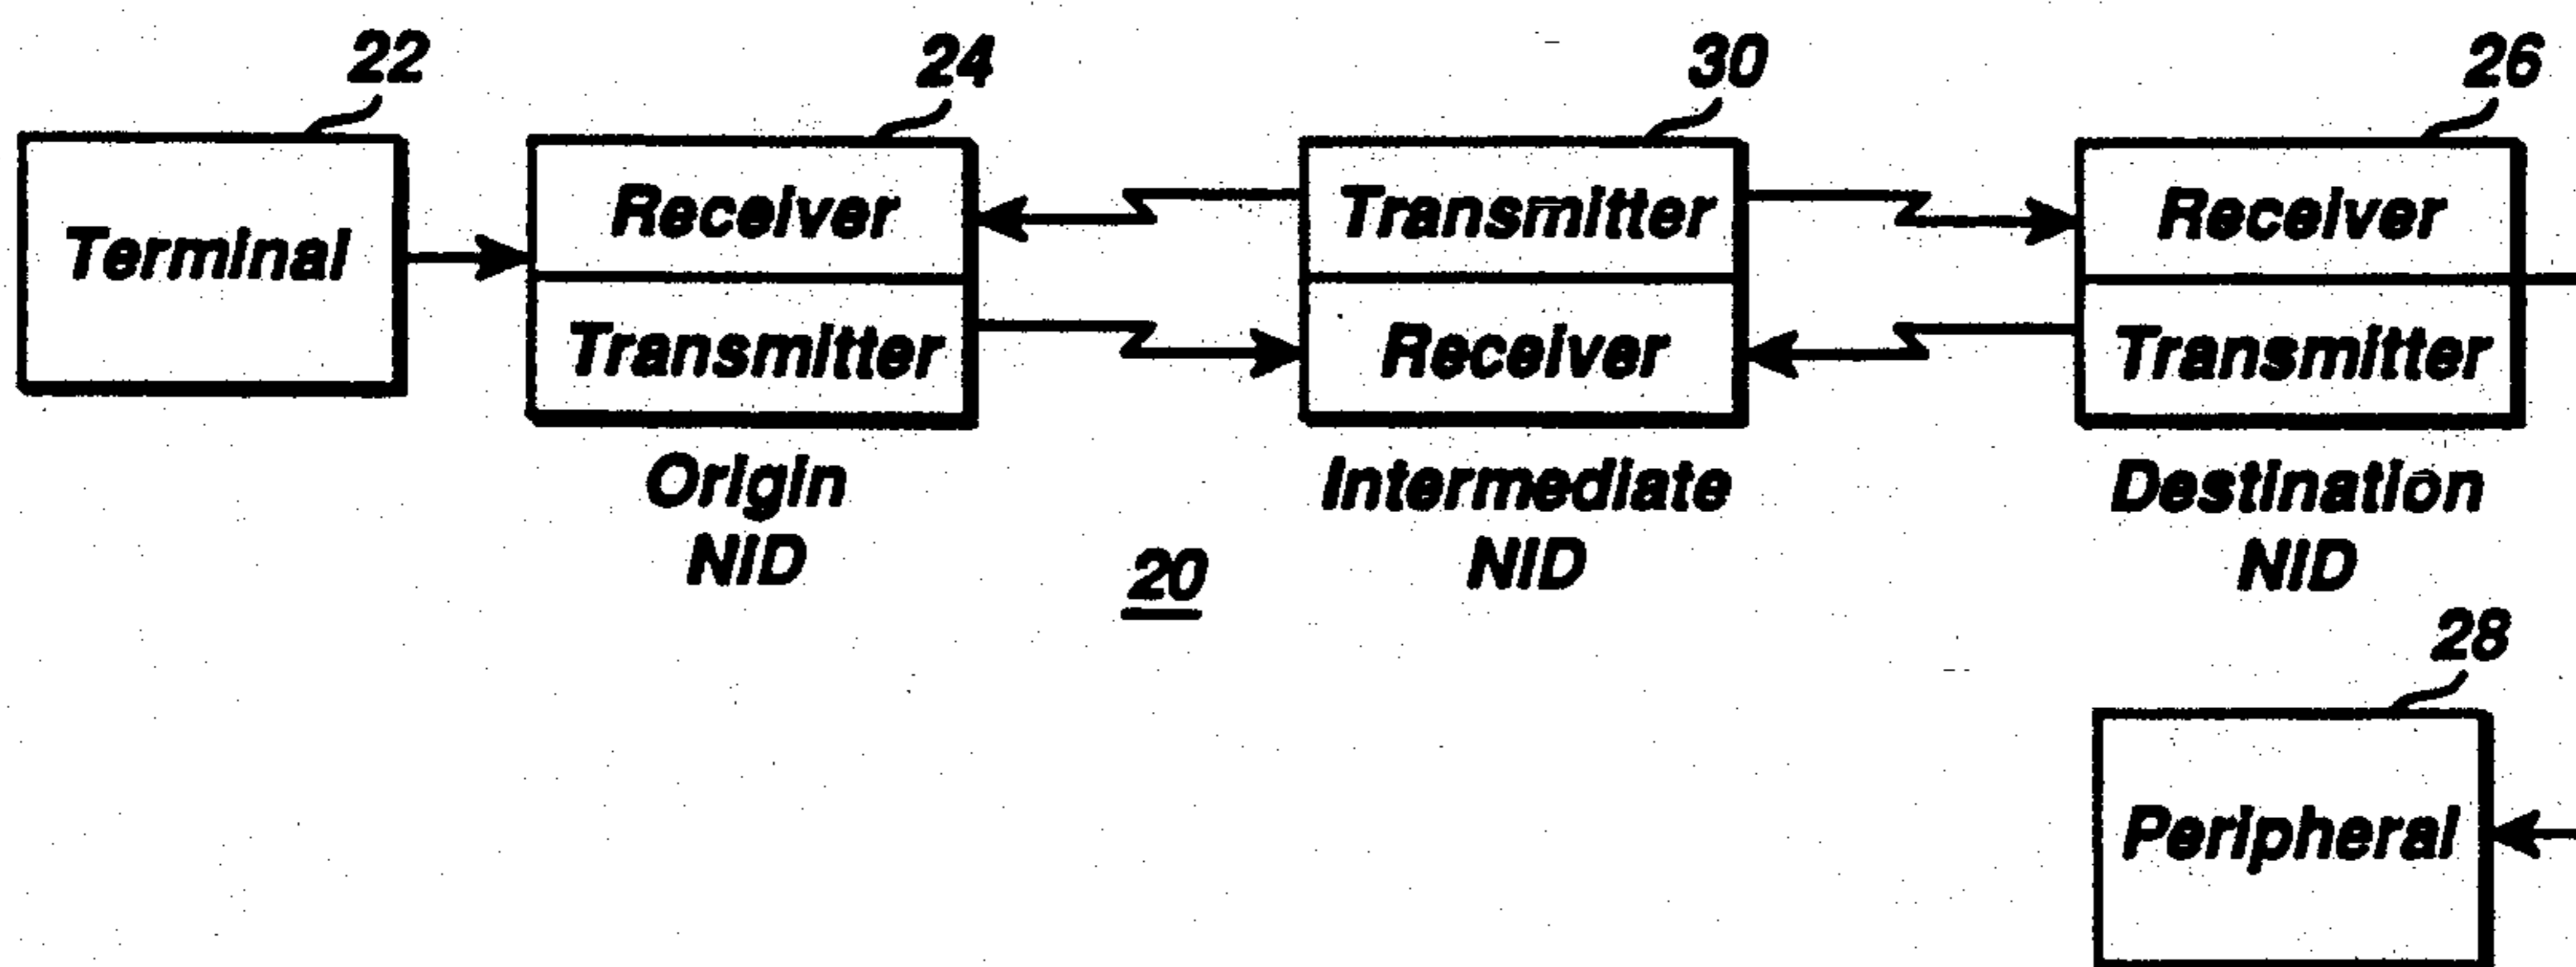 22
24
30
26
Terminal
Receiver
Transmitter
Receiver
Transmitter
Receiver
Transmitter
Origin
NID
Intermediate
NID
Destination
NID
20
28
Peripheral